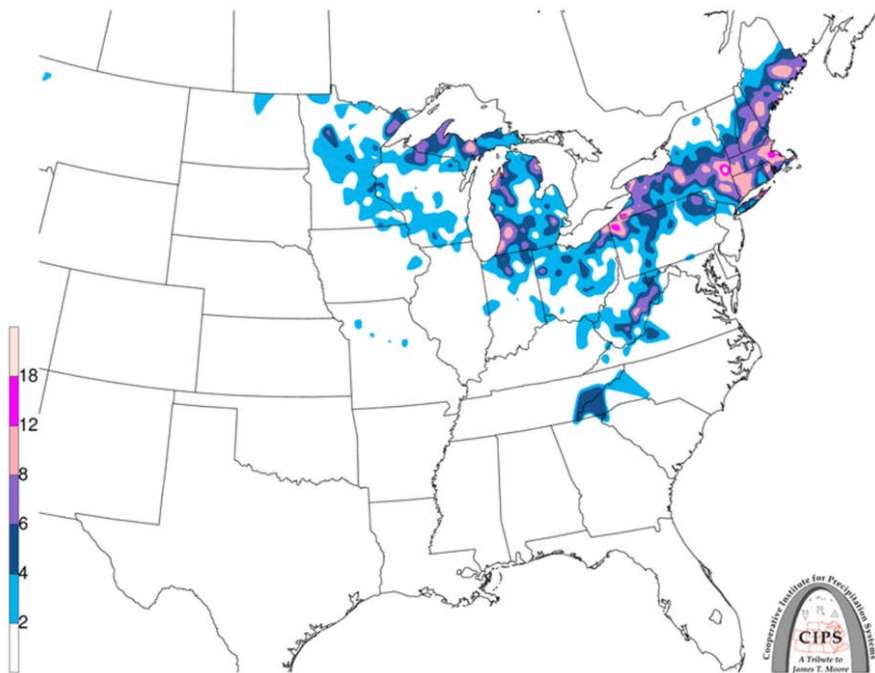 18
12
8
6
4
2
Cooperative Institute for Precipitation Systems
CIPS
A Tribute to
James T. Moore